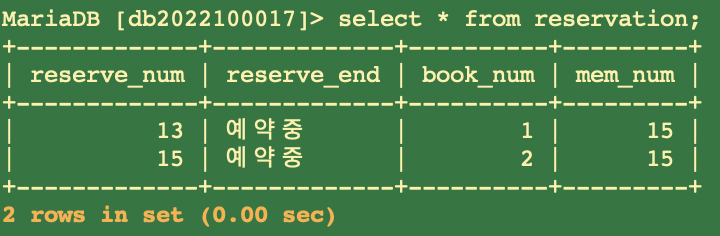 MariaDB [db2022100017]> select * from reservation;
+-------------+-------------+----------+---------+
| reserve_num | reserve_end | book_num | mem_num |
+-------------+-------------+----------+---------+
|          13 | 예약중      |        1 |      15 |
|          15 | 예약중      |        2 |      15 |
+-------------+-------------+----------+---------+
2 rows in set (0.00 sec)